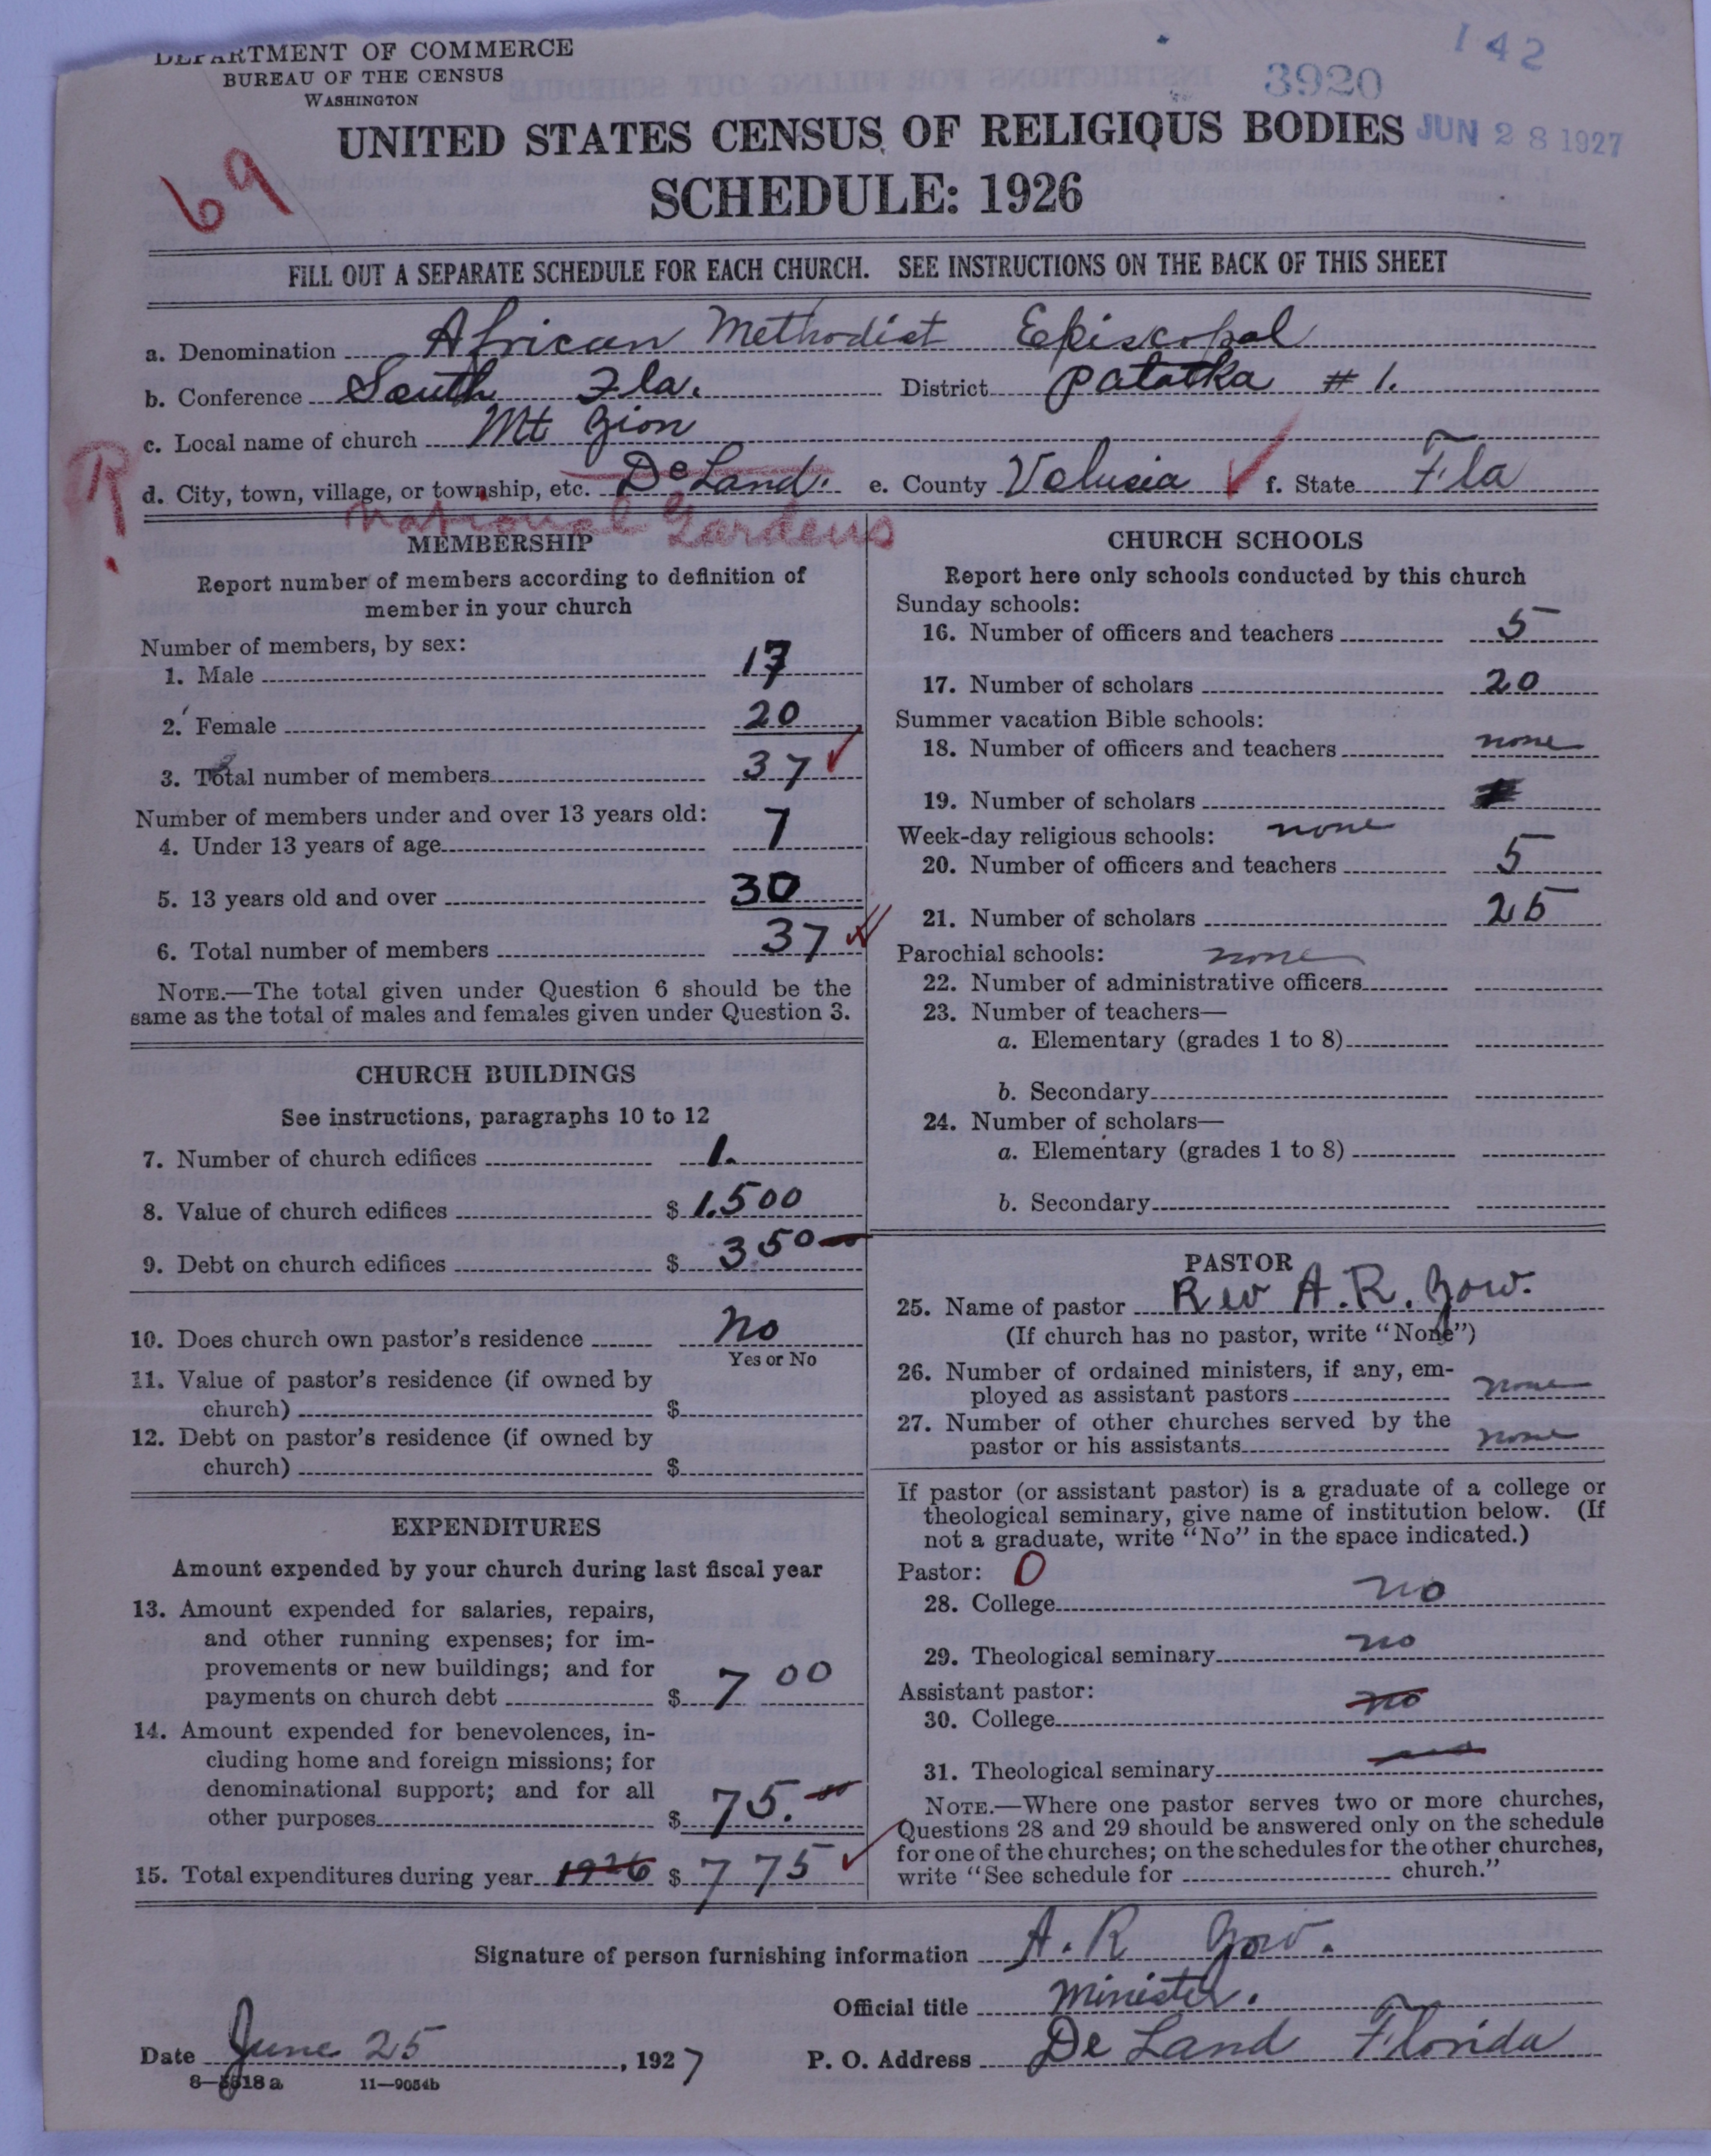 DEPARTMENT OF COMMERCE
BUREAU OF THE CENSUS
WASHINGTON
142
3920
JUN 28 1927
69
UNITED STATES CENSUS OF RELIGIOUS BODIES
SCHEDULE: 1926
FILL OUT A SEPARATE SCHEDULE FOR EACH CHURCH. SEE INSTRUCTIONS ON THE BACK OF THIS SHEET
a. Denomination African Methodist Episcopal
b. Conference South Fla. District Palatka #1.
c. Local name of church Mt Zion
d. City, town, village, or township, etc. De Land. e. County Volusia f. State Fla
R.
National Gardens
MEMBERSHIP
Report number of members according to definition of
member in your church
Number of members, by sex:
1. Male 17
2. Female 20
3. Total number of members 37
Number of members under and over 13 years old:
4. Under 13 years of age 7
5. 13 years old and over 30
6. Total number of members 37
NOTE.—The total given under Question 6 should be the
same as the total of males and females given under Question 3.
CHURCH BUILDINGS
See instructions, paragraphs 10 to 12
7. Number of church edifices 1.
8. Value of church edifices $ 1.500
9. Debt on church edifices $ 350
10. Does church own pastor's residence No
Yes or No
11. Value of pastor's residence (if owned by
church) $
12. Debt on pastor's residence (if owned by
church) $
EXPENDITURES
Amount expended by your church during last fiscal year
13. Amount expended for salaries, repairs,
and other running expenses; for im-
provements or new buildings; and for
payments on church debt $ 700
14. Amount expended for benevolences, in-
cluding home and foreign missions; for
denominational support; and for all
other purposes $ 75.
15. Total expenditures during year 1926 $ 775
CHURCH SCHOOLS
Report here only schools conducted by this church
Sunday schools:
16. Number of officers and teachers 5
17. Number of scholars 20
Summer vacation Bible schools:
18. Number of officers and teachers none
19. Number of scholars
Week-day religious schools: none
20. Number of officers and teachers 5
21. Number of scholars 25
Parochial schools: none
22. Number of administrative officers
23. Number of teachers—
a. Elementary (grades 1 to 8)
b. Secondary
24. Number of scholars—
a. Elementary (grades 1 to 8)
b. Secondary
PASTOR
25. Name of pastor Rev A.R. Gow.
(If church has no pastor, write "None")
26. Number of ordained ministers, if any, em-
ployed as assistant pastors none
27. Number of other churches served by the
pastor or his assistants none
If pastor (or assistant pastor) is a graduate of a college or
theological seminary, give name of institution below. (If
not a graduate, write "No" in the space indicated.)
Pastor: 0
28. College no
29. Theological seminary no
Assistant pastor:
30. College no
31. Theological seminary
NOTE.—Where one pastor serves two or more churches,
Questions 28 and 29 should be answered only on the schedule
for one of the churches; on the schedules for the other churches,
write "See schedule for church."
Signature of person furnishing information A. R Gow.
Official title Minister.
Date June 25, 1927 P. O. Address De Land Florida
8—5518a 11—9054b